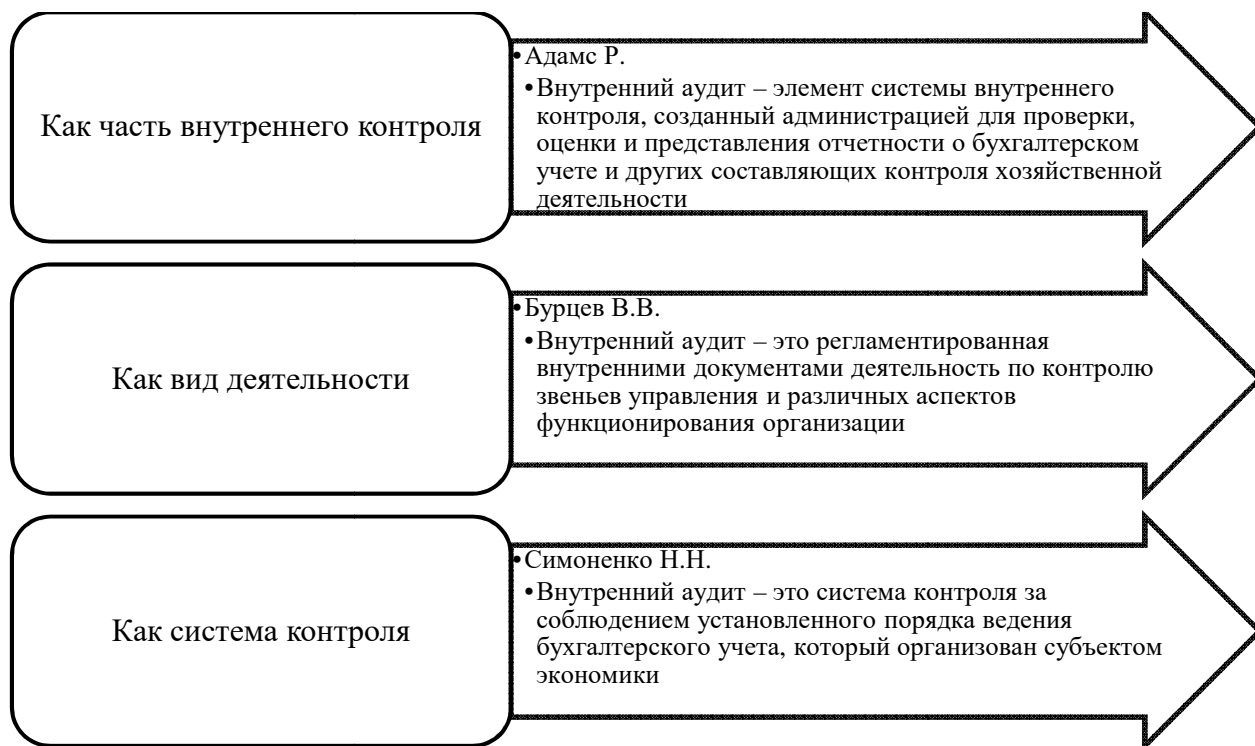 Как часть внутреннего контроля
•Адамс Р.
•Внутренний аудит – элемент системы внутреннего
контроля, созданный администрацией для проверки,
оценки и представления отчетности о бухгалтерском
учете и других составляющих контроля хозяйственной
деятельности
Как вид деятельности
•Бурцев В.В.
•Внутренний аудит – это регламентированная
внутренними документами деятельность по контролю
звеньев управления и различных аспектов
функционирования организации
Как система контроля
•Симоненко Н.Н.
•Внутренний аудит – это система контроля за
соблюдением установленного порядка ведения
бухгалтерского учета, который организован субъектом
экономики